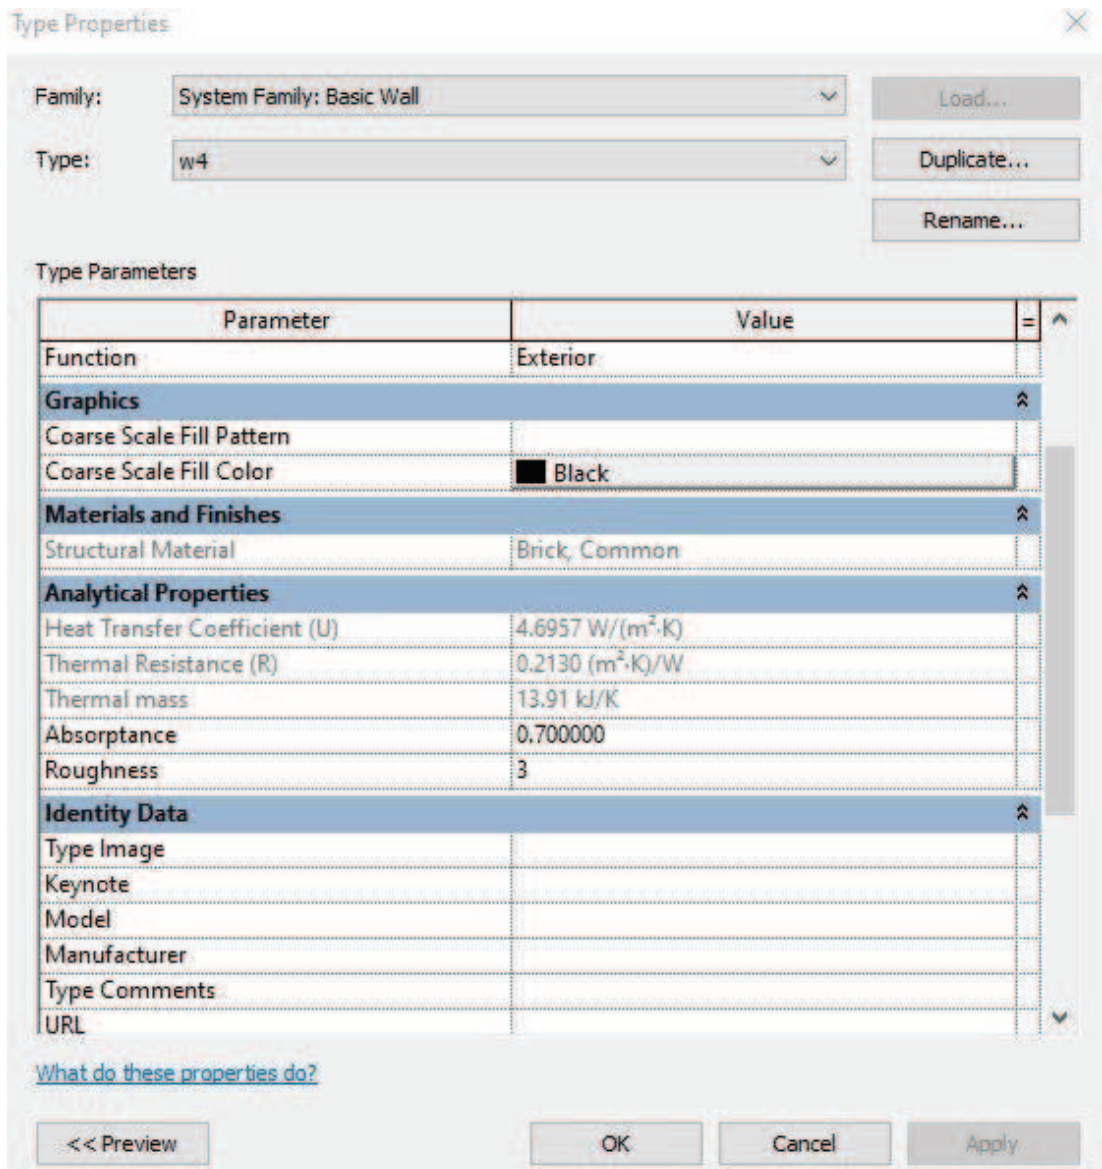 Type Properties
Family: System Family: Basic Wall Load...
Type: w4 Duplicate...
Rename...
Type Parameters
Parameter Value =
Function Exterior
Graphics
Coarse Scale Fill Pattern
Coarse Scale Fill Color Black
Materials and Finishes
Structural Material Brick, Common
Analytical Properties
Heat Transfer Coefficient (U) 4.6957 W/(m²·K)
Thermal Resistance (R) 0.2130 (m²·K)/W
Thermal mass 13.91 kJ/K
Absorptance 0.700000
Roughness 3
Identity Data
Type Image
Keynote
Model
Manufacturer
Type Comments
URL
What do these properties do?
<< Preview OK Cancel Apply